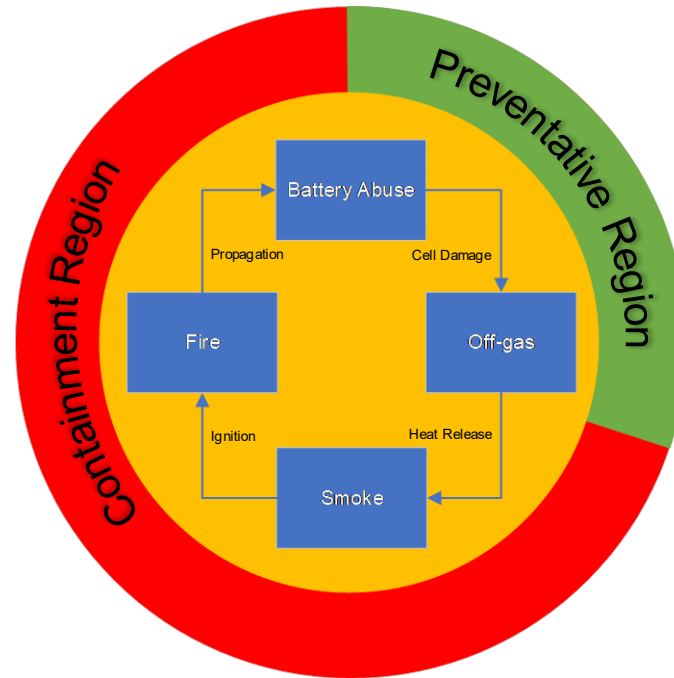 Preventative Region
Containment Region
Battery Abuse
Propagation
Cell Damage
Fire
Off-gas
Ignition
Heat Release
Smoke